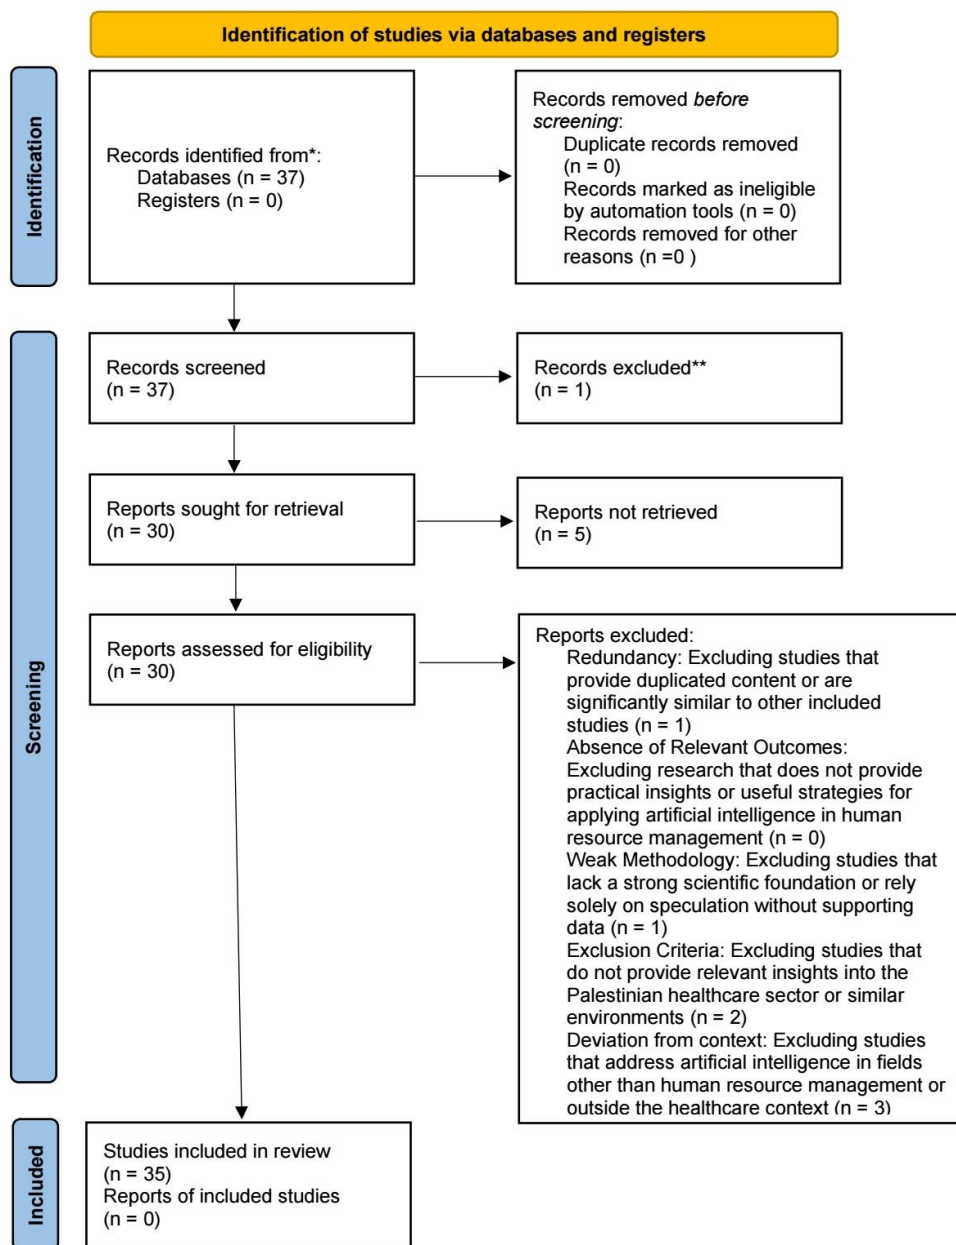 Identification of studies via databases and registers
Identification
Records identified from*:
Databases (n = 37)
Registers (n = 0)
Records removed before
screening:
Duplicate records removed
(n = 0)
Records marked as ineligible
by automation tools (n = 0)
Records removed for other
reasons (n =0 )
Screening
Records screened
(n = 37)
Records excluded**
(n = 1)
Reports sought for retrieval
(n = 30)
Reports not retrieved
(n = 5)
Reports assessed for eligibility
(n = 30)
Reports excluded:
Redundancy: Excluding studies that
provide duplicated content or are
significantly similar to other included
studies (n = 1)
Absence of Relevant Outcomes:
Excluding research that does not provide
practical insights or useful strategies for
applying artificial intelligence in human
resource management (n = 0)
Weak Methodology: Excluding studies that
lack a strong scientific foundation or rely
solely on speculation without supporting
data (n = 1)
Exclusion Criteria: Excluding studies that
do not provide relevant insights into the
Palestinian healthcare sector or similar
environments (n = 2)
Deviation from context: Excluding studies
that address artificial intelligence in fields
other than human resource management or
outside the healthcare context (n = 3)
Included
Studies included in review
(n = 35)
Reports of included studies
(n = 0)